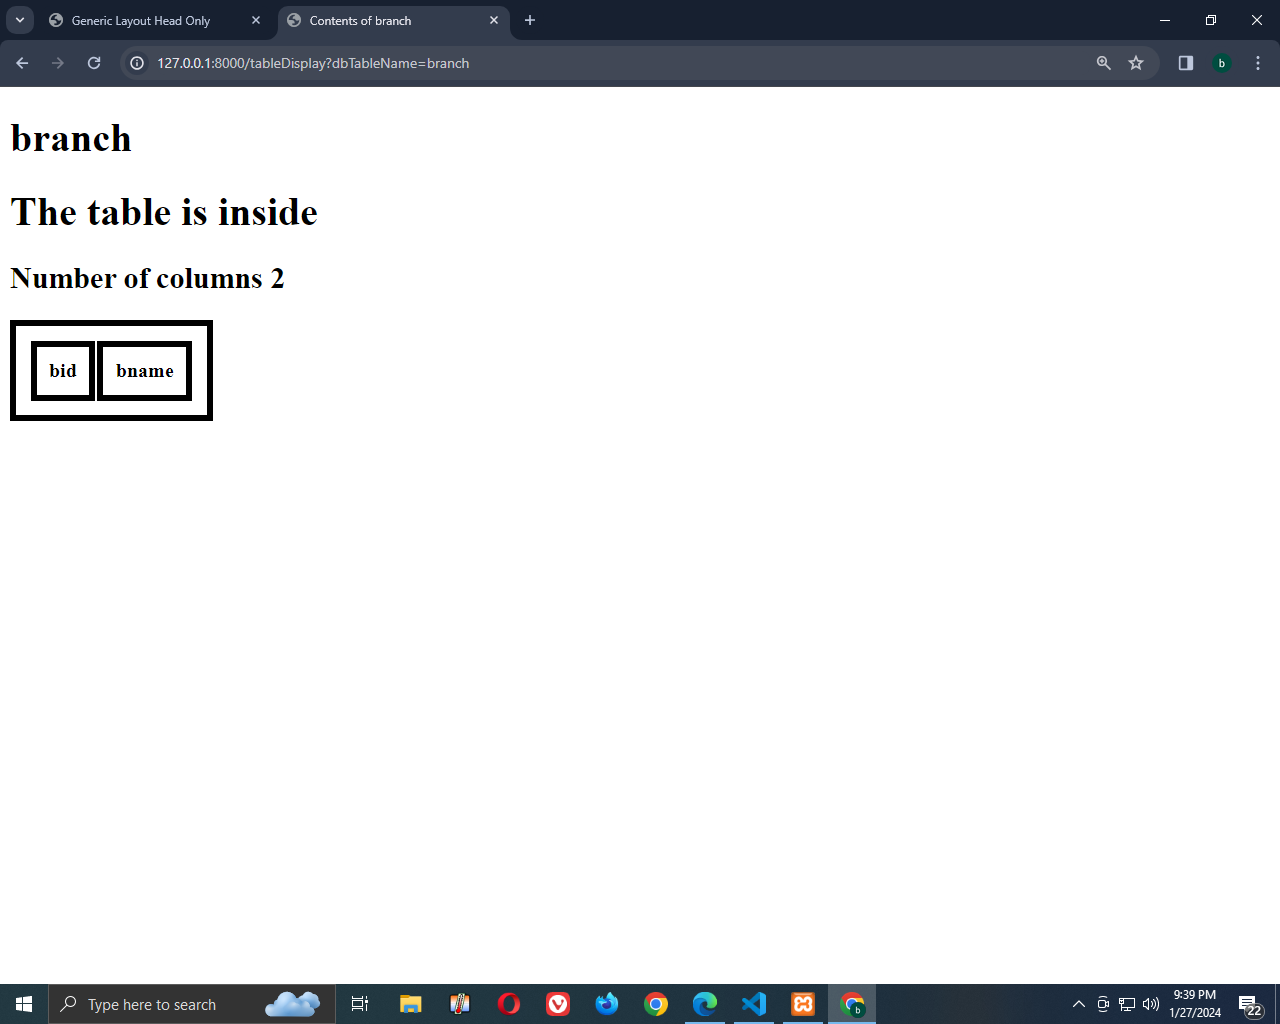 Generic Layout Head Only
Contents of branch
127.0.0.1:8000/tableDisplay?dbTableName=branch
b
branch
The table is inside
Number of columns 2
bid bname
Type here to search
b
9:39 PM
1/27/2024
22